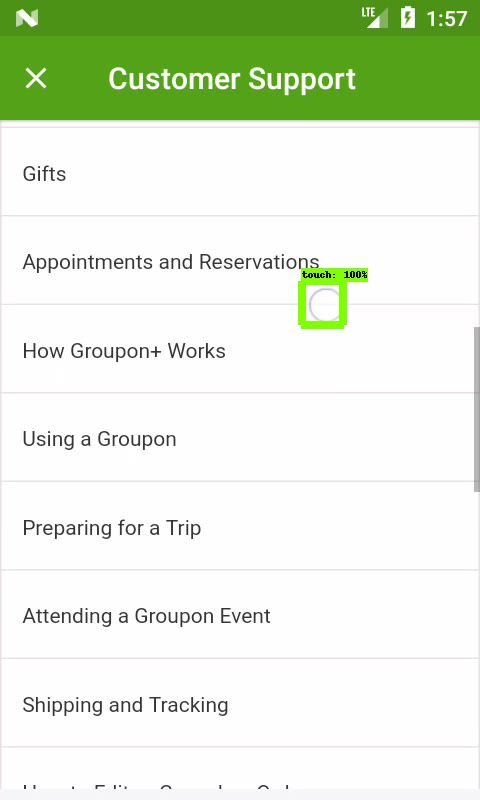 LTE 1:57
Customer Support
Gifts
Appointments and Reservations
touch: 100%
How Groupon+ Works
Using a Groupon
Preparing for a Trip
Attending a Groupon Event
Shipping and Tracking